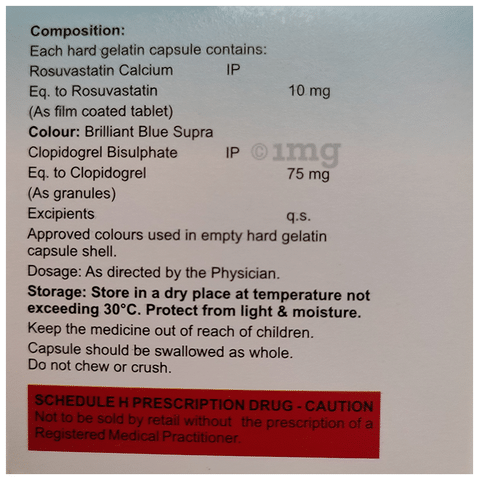 Composition:
Each hard gelatin capsule contains:
Rosuvastatin Calcium IP
Eq. to Rosuvastatin 10 mg
(As film coated tablet)
Colour: Brilliant Blue Supra
Clopidogrel Bisulphate IP
©1mg
Eq. to Clopidogrel 75 mg
(As granules)
Excipients q.s.
Approved colours used in empty hard gelatin
capsule shell.
Dosage: As directed by the Physician.
Storage: Store in a dry place at temperature not
exceeding 30°C. Protect from light & moisture.
Keep the medicine out of reach of children.
Capsule should be swallowed as whole.
Do not chew or crush.
SCHEDULE H PRESCRIPTION DRUG - CAUTION
Not to be sold by retail without the prescription of a
Registered Medical Practitioner.